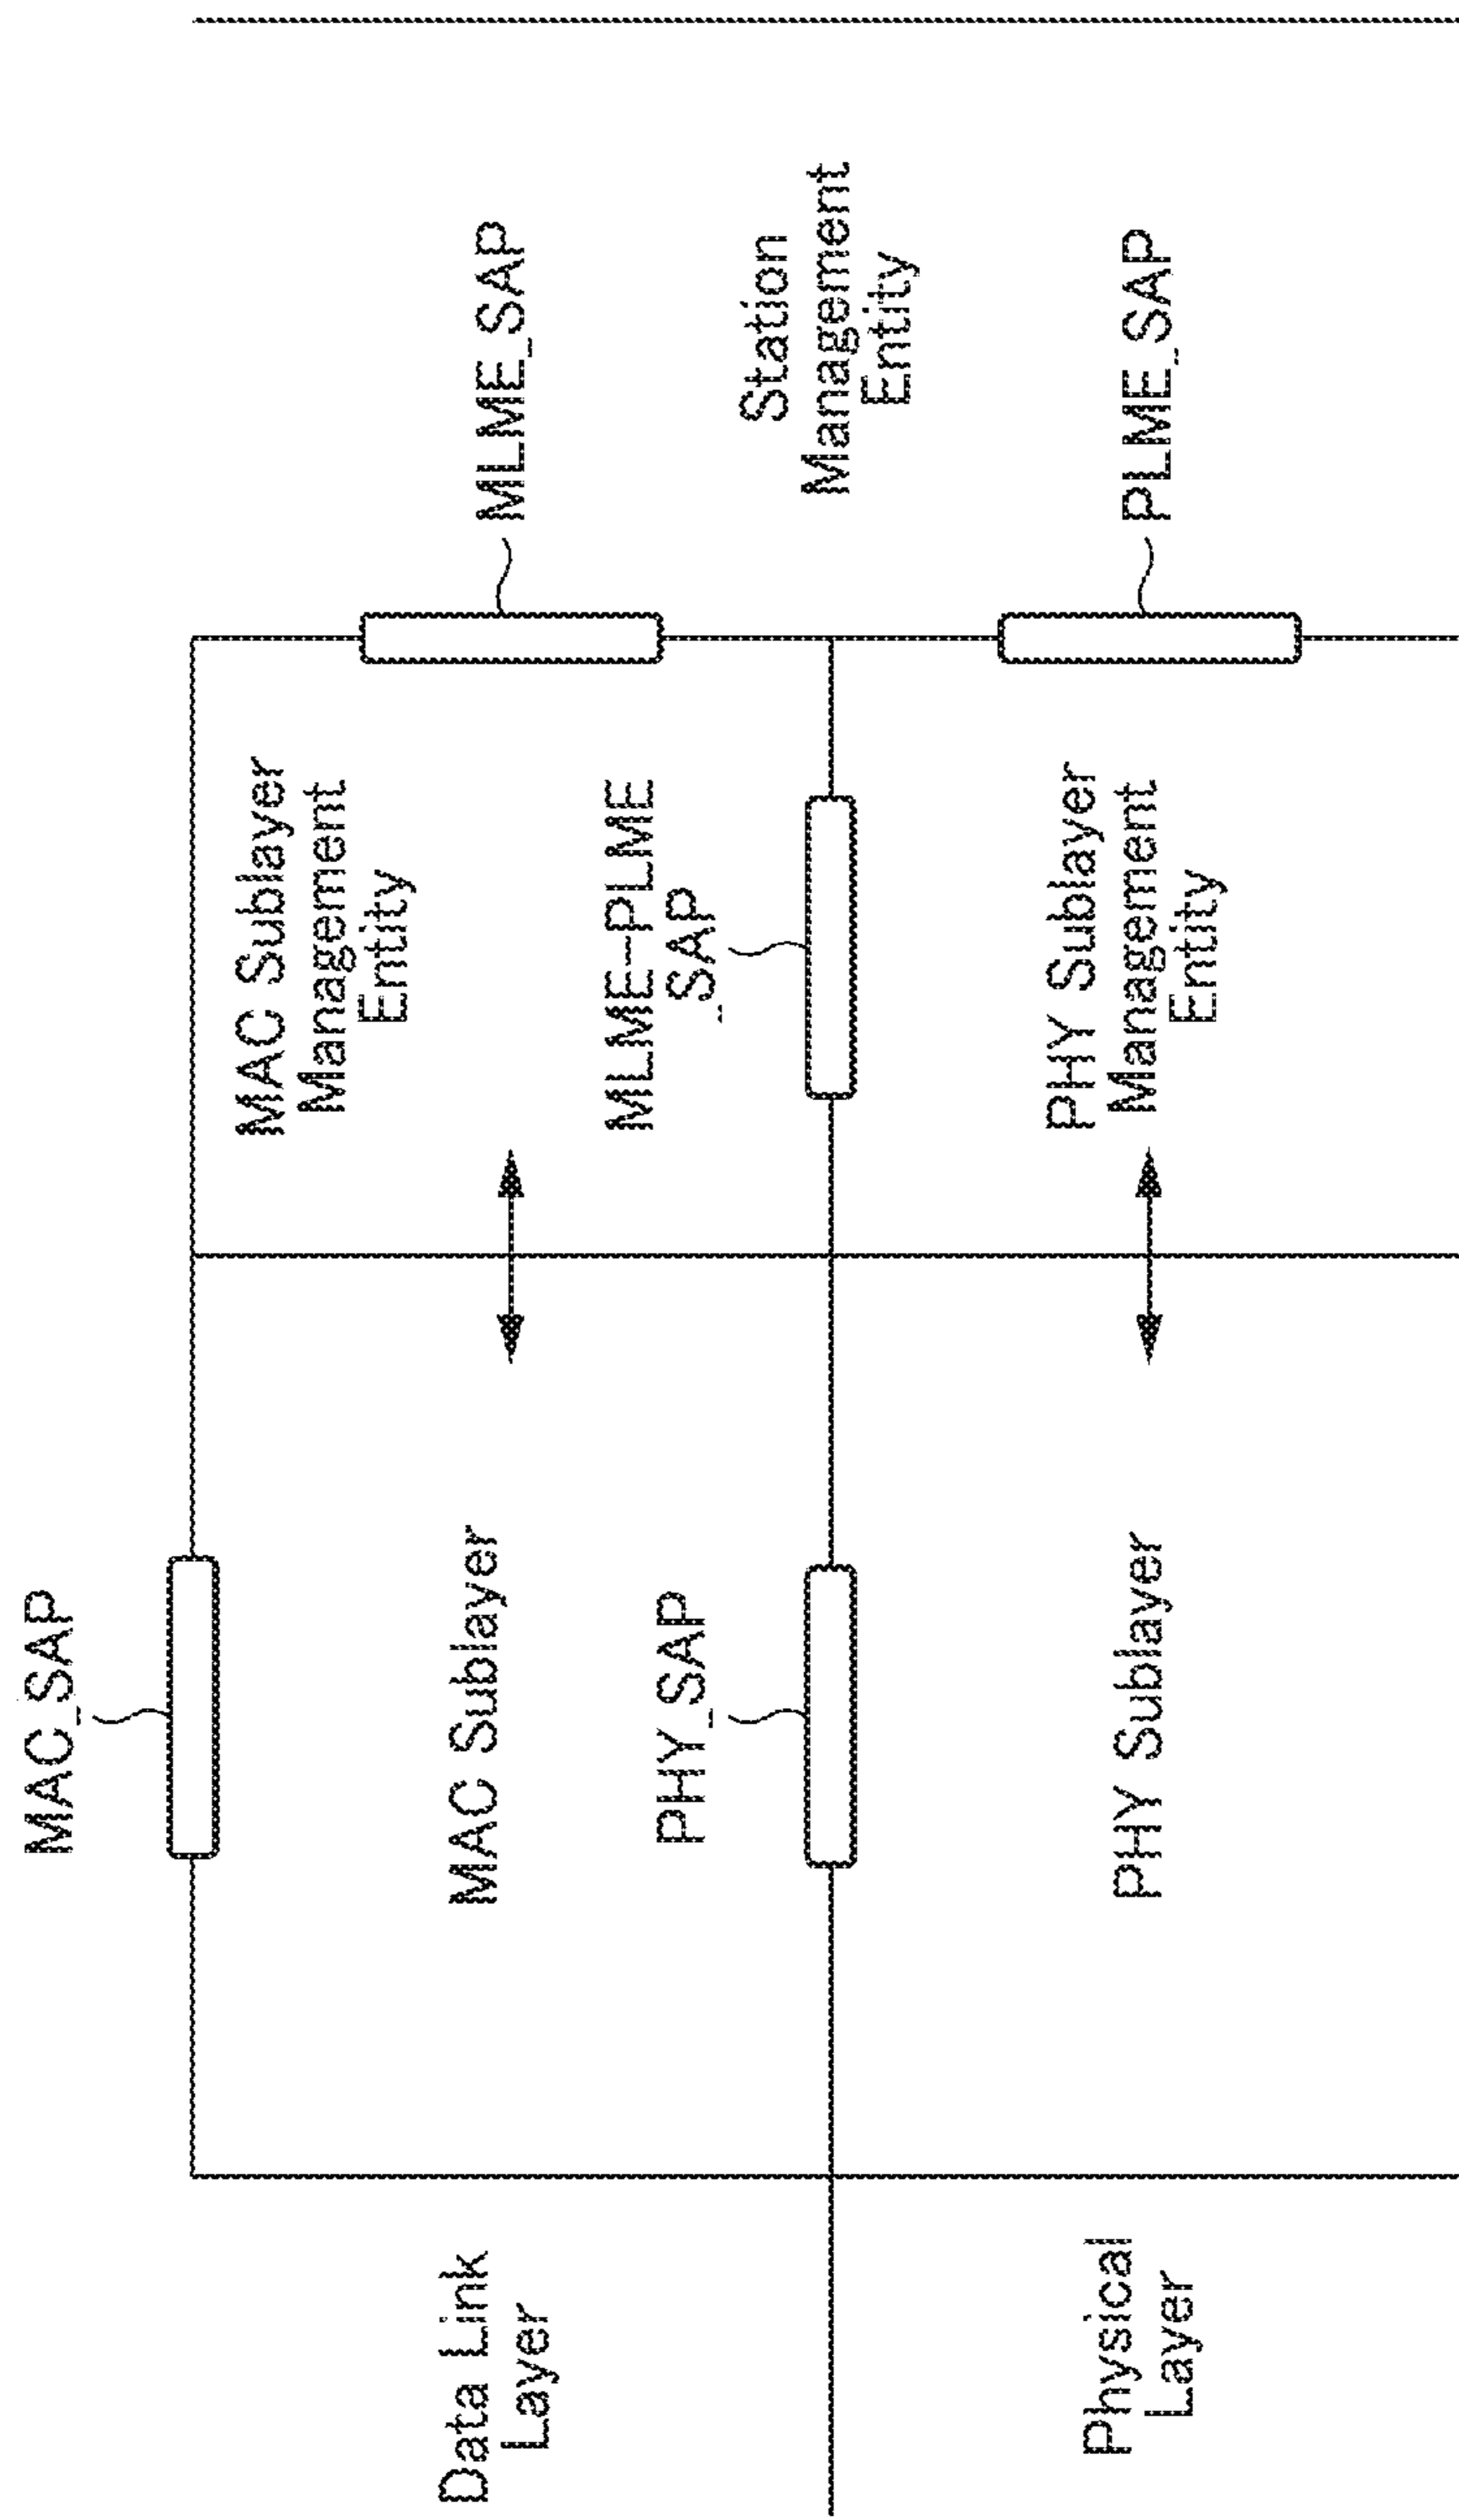 MAC_SAP
Data Link
Layer
MAC Sublayer
MAC Sublayer
Management
Entity
MLME_SAP
PHY_SAP
MLME-PLME
_SAP
Station
Management
Entity
Physical
Layer
PHY Sublayer
PHY Sublayer
Management
Entity
PLME_SAP